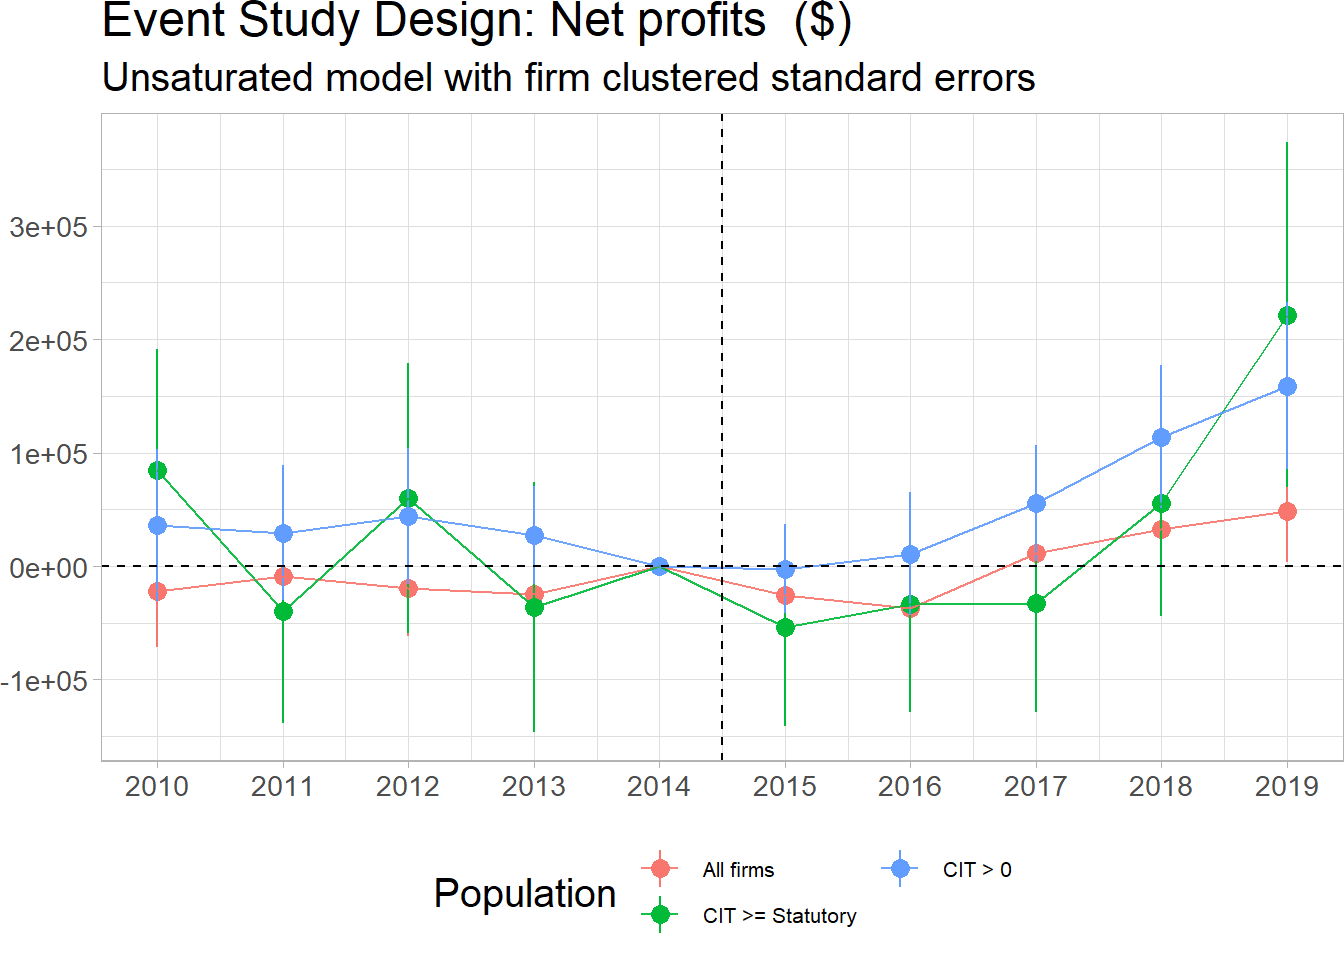 Event Study Design: Net profits  ($)
Unsaturated model with firm clustered standard errors
3e+05
2e+05
1e+05
0e+00
-1e+05
2010 2011 2012 2013 2014 2015 2016 2017 2018 2019
Population
All firms
CIT >= Statutory
CIT > 0